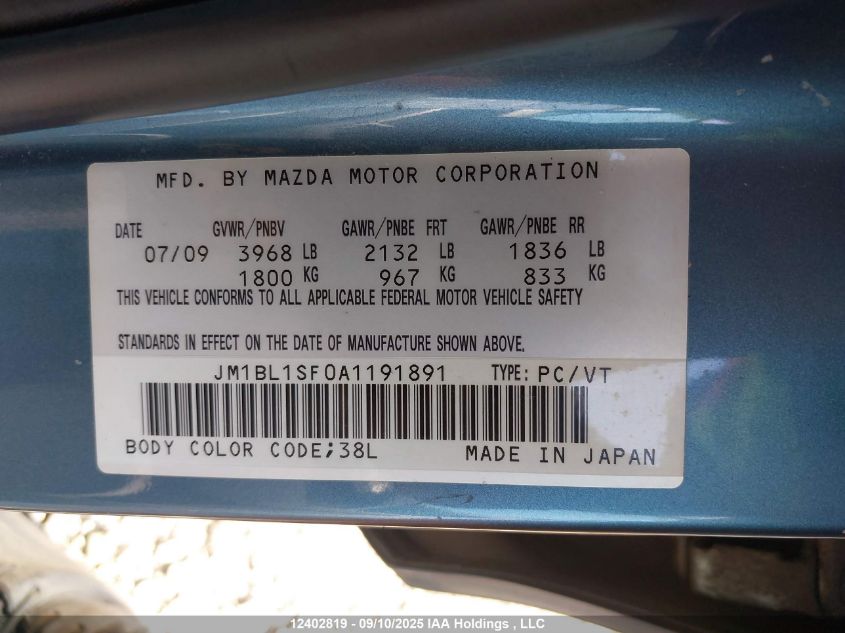 MFD. BY MAZDA MOTOR CORPORATION
DATE GVWR/PNBV GAWR/PNBE FRT GAWR/PNBE RR
07/09 3968 LB 2132 LB 1836 LB
1800 KG 967 KG 833 KG
THIS VEHICLE CONFORMS TO ALL APPLICABLE FEDERAL MOTOR VEHICLE SAFETY
STANDARDS IN EFFECT ON THE DATE OF MANUFACTURE SHOWN ABOVE.
JM1BL1SF0A1191891 TYPE: PC/VT
BODY COLOR CODE;38L MADE IN JAPAN
12402819 - 09/10/2025 IAA Holdings , LLC